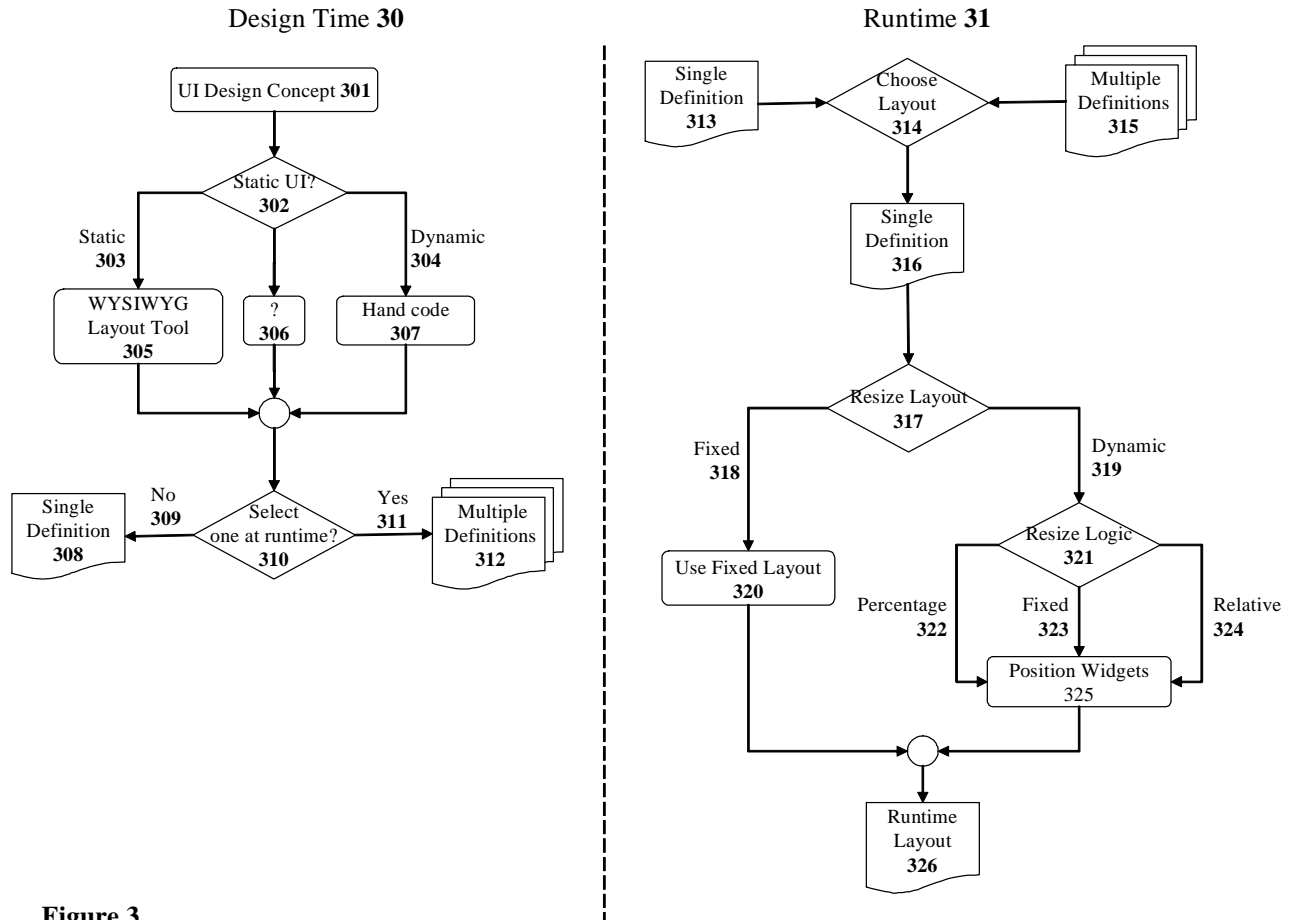 Design Time 30
UI Design Concept 301
Static UI?
302
Static
303
Dynamic
304
WYSIWYG
Layout Tool
305
?
306
Hand code
307
Single
Definition
308
No
309
Select
one at runtime?
310
Yes
311
Multiple
Definitions
312
Figure 3
Runtime 31
Single
Definition
313
Choose
Layout
314
Multiple
Definitions
315
Single
Definition
316
Resize Layout
317
Fixed
318
Dynamic
319
Use Fixed Layout
320
Resize Logic
321
Percentage
322
Fixed
323
Relative
324
Position Widgets
325
Runtime
Layout
326